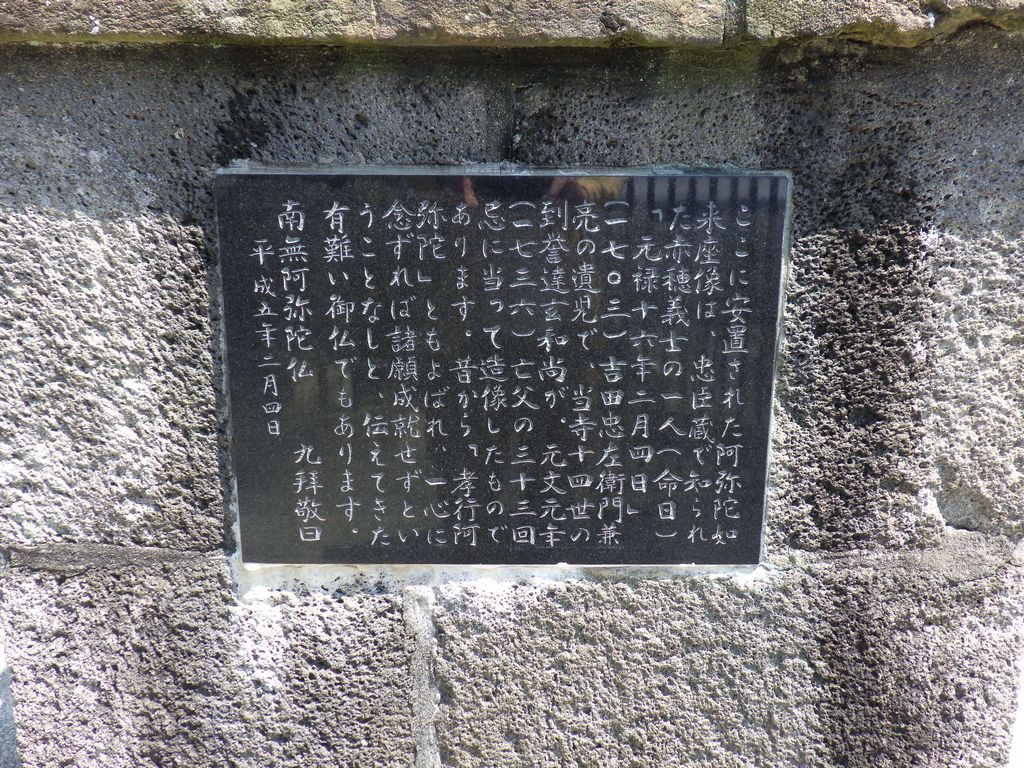 ここに安置された阿弥陀如
来座像は、忠臣蔵で知られ
た赤穂義士の一人（命日）
「元禄十六年二月四日」
（一七〇三）吉田忠左衛門兼
亮の遺児で、当寺十四世の
到誉達玄和尚が、元文元年
（一七三六）亡父の三十三回
忌に当って造像したもので
あります。昔から「孝行阿
弥陀」ともよばれ、一心に
念ずれば諸願成就せずとい
うことなしと、伝えてきた
有難い御仏でもあります。
南無阿弥陀仏　九拝敬曰
平成五年二月四日